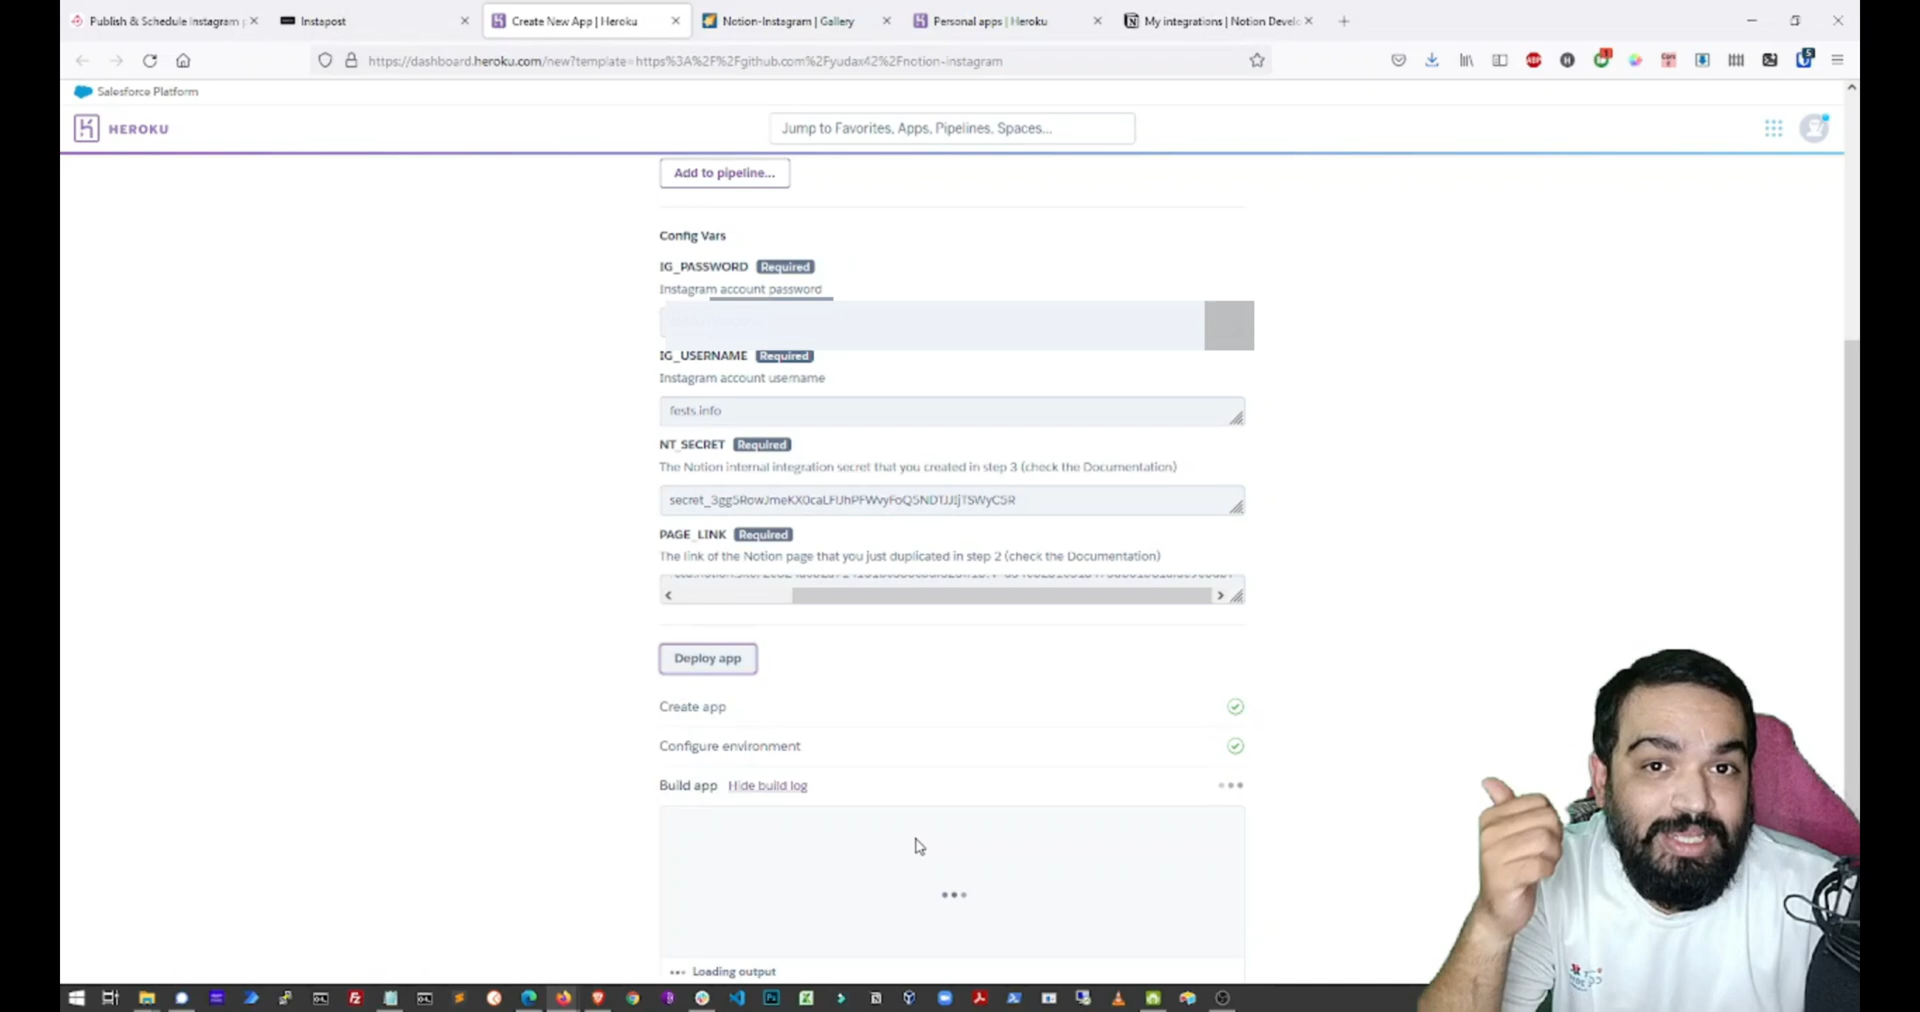 Publish & Schedule Instagram
Instapost
Create New App | Heroku
Notion-Instagram | Gallery
Personal apps | Heroku
My integrations | Notion Develo
https://dashboard.heroku.com/new?template=https%3A%2F%2Fgithub.com%2Fyudax42%2Fnotion-instagram
Salesforce Platform
HEROKU
Jump to Favorites, Apps, Pipelines, Spaces...
Add to pipeline...
Config Vars
IG_PASSWORD Required
Instagram account password
IG_USERNAME Required
Instagram account username
fests.info
NT_SECRET Required
The Notion internal integration secret that you created in step 3 (check the Documentation)
PAGE_LINK Required
The link of the Notion page that you just duplicated in step 2 (check the Documentation)
Deploy app
Create app
Configure environment
Build app Hide build log
Loading output